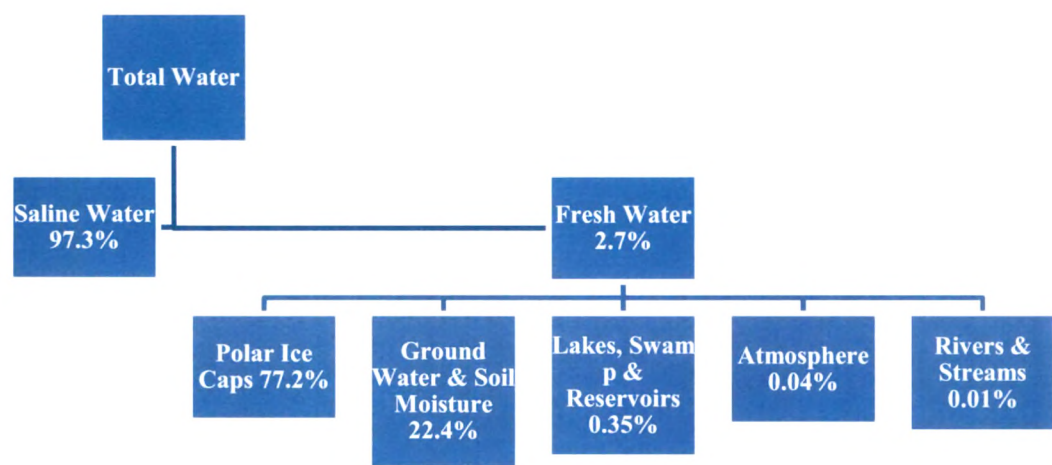 Total Water
Saline Water
97.3%
Fresh Water
2.7%
Polar Ice
Caps 77.2%
Ground
Water & Soil
Moisture
22.4%
Lakes, Swam
p &
Reservoirs
0.35%
Atmosphere
0.04%
Rivers &
Streams
0.01%